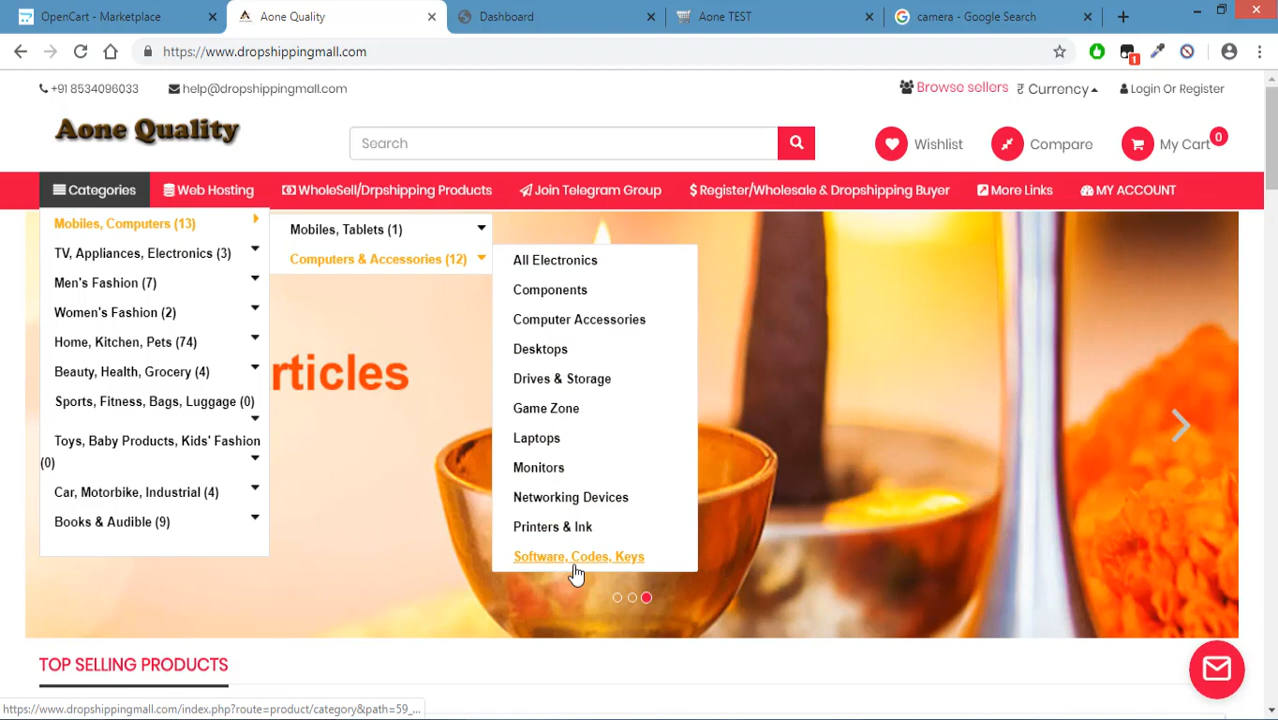 OpenCart - Marketplace
Aone Quality
Dashboard
Aone TEST
camera - Google Search
https://www.dropshippingmall.com
1
+91 8534096033
help@dropshippingmall.com
Browse sellers
₹ Currency
Login Or Register
Aone Quality
Search
Wishlist
Compare
My Cart
0
Categories
Web Hosting
WholeSell/Drpshipping Products
Join Telegram Group
$ Register/Wholesale & Dropshipping Buyer
More Links
MY ACCOUNT
Mobiles, Computers (13)
TV, Appliances, Electronics (3)
Men's Fashion (7)
Women's Fashion (2)
Home, Kitchen, Pets (74)
Beauty, Health, Grocery (4)
Sports, Fitness, Bags, Luggage (0)
Toys, Baby Products, Kids' Fashion
(0)
Car, Motorbike, Industrial (4)
Books & Audible (9)
Mobiles, Tablets (1)
Computers & Accessories (12)
All Electronics
Components
Computer Accessories
Desktops
Drives & Storage
Game Zone
Laptops
Monitors
Networking Devices
Printers & Ink
Software, Codes, Keys
rticles
TOP SELLING PRODUCTS
https://www.dropshippingmall.com/index.php?route=product/category&path=59_...